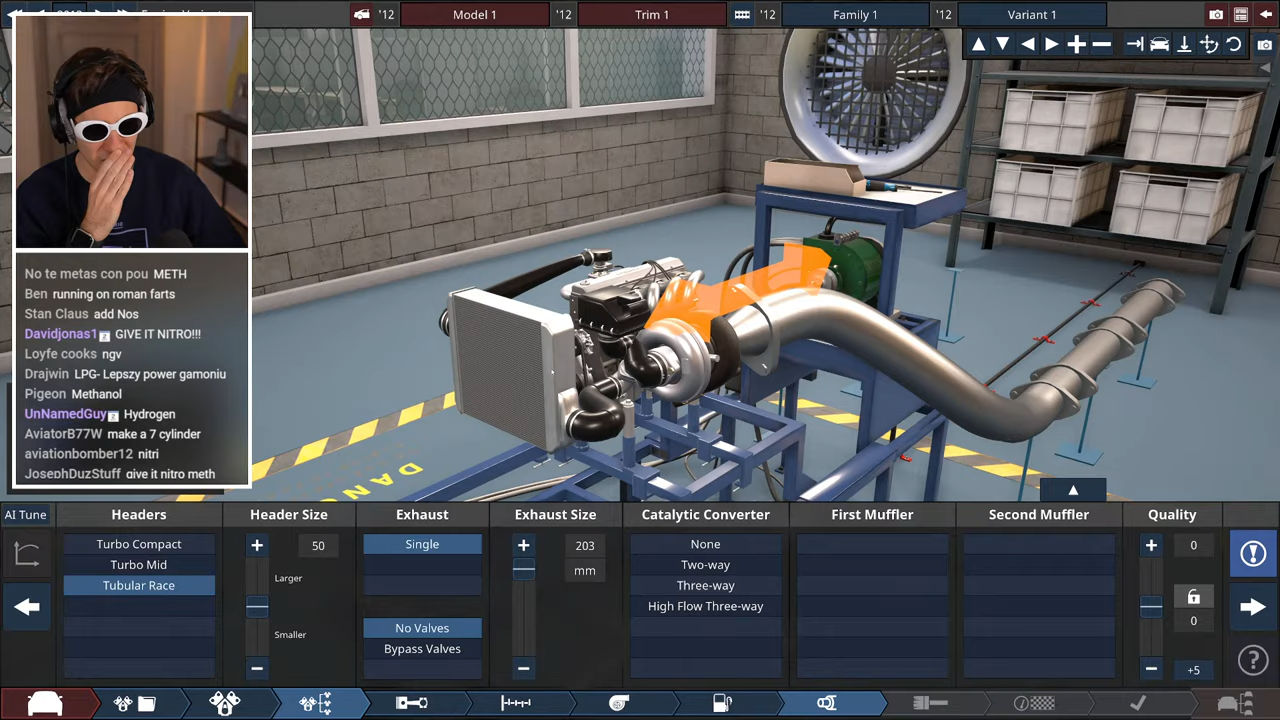 '12
Model 1
'12
Trim 1
'12
Family 1
'12
Variant 1
No te metas con pou METH
Ben running on roman farts
Stan Claus add Nos
Davidjonas1 GIVE IT NITRO!!!
Loyfe cooks ngv
Drajwin LPG- Lepszy power gamoniu
Pigeon Methanol
UnNamedGuy Hydrogen
AviatorB77W make a 7 cylinder
aviationbomber12 nitri
JosephDuzStuff give it nitro meth
DANG
AI Tune
Headers
Header Size
Exhaust
Exhaust Size
Catalytic Converter
First Muffler
Second Muffler
Quality
Turbo Compact
Turbo Mid
Tubular Race
+
50
Larger
Smaller
−
Single
No Valves
Bypass Valves
+
203
mm
−
None
Two-way
Three-way
High Flow Three-way
+
0
0
−
+5
?